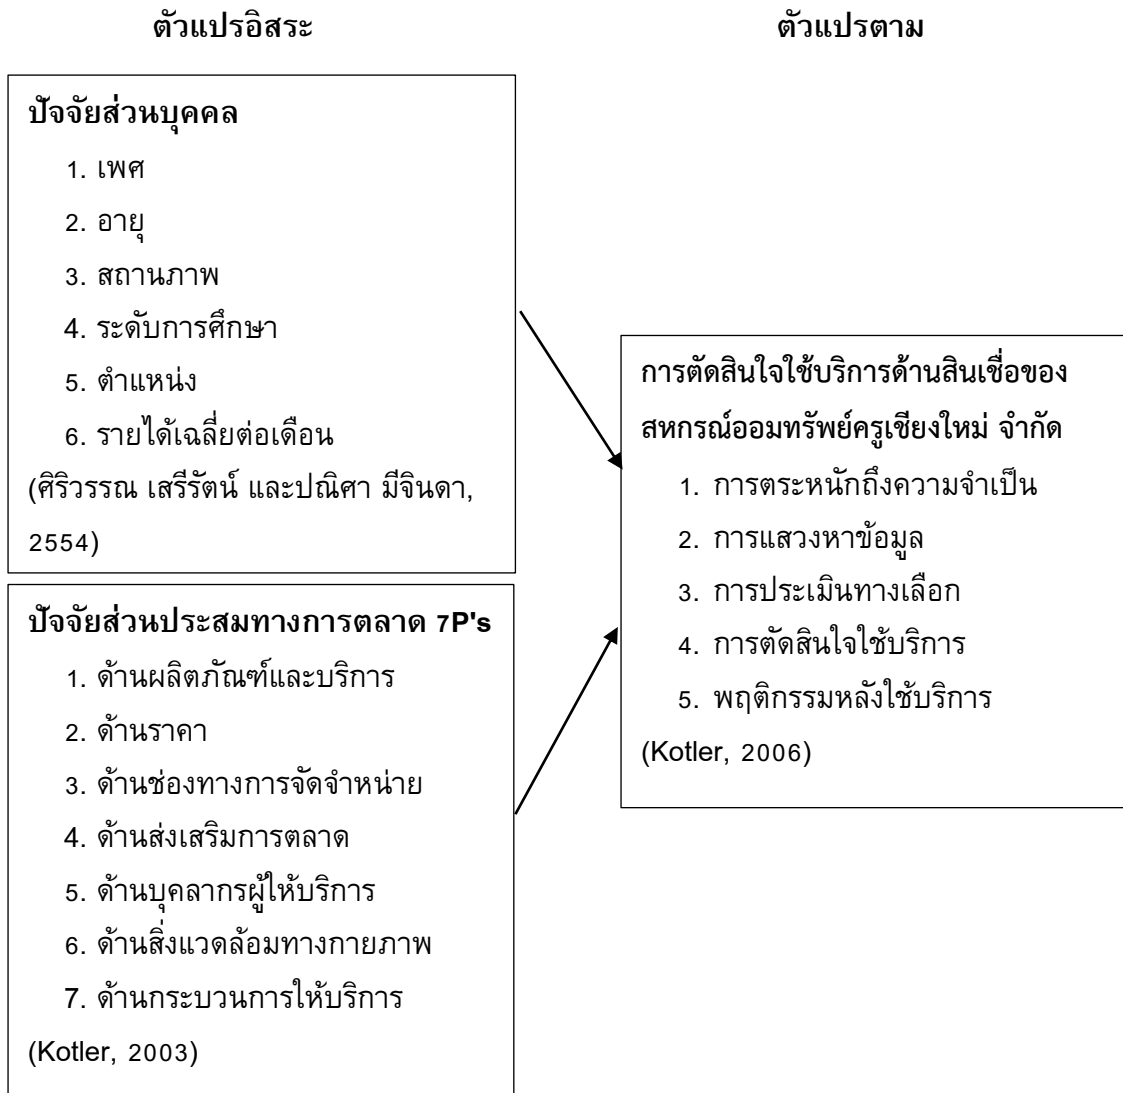 ตัวแปรอิสระ
ตัวแปรตาม
ปัจจัยส่วนบุคคล
1. เพศ
2. อายุ
3. สถานภาพ
4. ระดับการศึกษา
5. ตำแหน่ง
6. รายได้เฉลี่ยต่อเดือน
(ศิริวรรณ เสรีรัตน์ และปณิศา มีจินดา,
2554)
ปัจจัยส่วนประสมทางการตลาด 7P's
1. ด้านผลิตภัณฑ์และบริการ
2. ด้านราคา
3. ด้านช่องทางการจัดจำหน่าย
4. ด้านส่งเสริมการตลาด
5. ด้านบุคลากรผู้ให้บริการ
6. ด้านสิ่งแวดล้อมทางกายภาพ
7. ด้านกระบวนการให้บริการ
(Kotler, 2003)
การตัดสินใจใช้บริการด้านสินเชื่อของ
สหกรณ์ออมทรัพย์ครูเชียงใหม่ จำกัด
1. การตระหนักถึงความจำเป็น
2. การแสวงหาข้อมูล
3. การประเมินทางเลือก
4. การตัดสินใจใช้บริการ
5. พฤติกรรมหลังใช้บริการ
(Kotler, 2006)